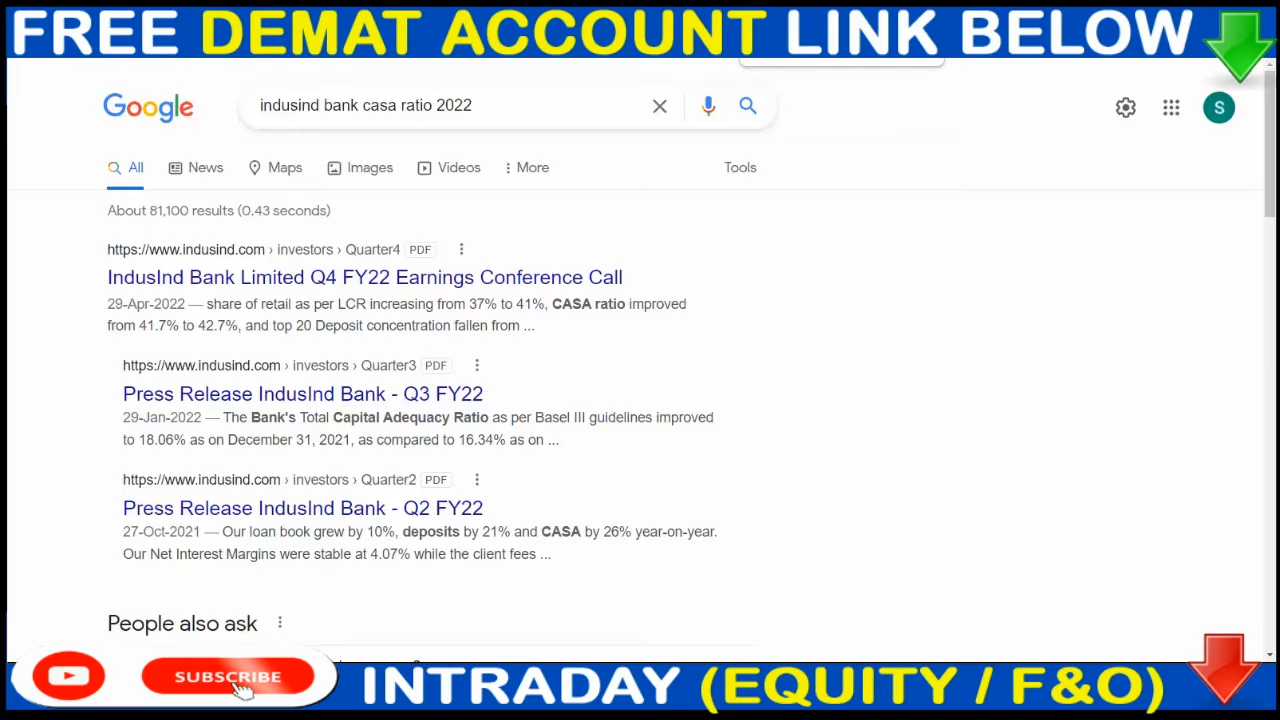 FREE DEMAT ACCOUNT LINK BELOW
Google
indusind bank casa ratio 2022
S
All
News
Maps
Images
Videos
More
Tools
About 81,100 results (0.43 seconds)
https://www.indusind.com › investors › Quarter4 PDF
IndusInd Bank Limited Q4 FY22 Earnings Conference Call
29-Apr-2022 — share of retail as per LCR increasing from 37% to 41%, CASA ratio improved
from 41.7% to 42.7%, and top 20 Deposit concentration fallen from ...
https://www.indusind.com › investors › Quarter3 PDF
Press Release IndusInd Bank - Q3 FY22
29-Jan-2022 — The Bank's Total Capital Adequacy Ratio as per Basel III guidelines improved
to 18.06% as on December 31, 2021, as compared to 16.34% as on ...
https://www.indusind.com › investors › Quarter2 PDF
Press Release IndusInd Bank - Q2 FY22
27-Oct-2021 — Our loan book grew by 10%, deposits by 21% and CASA by 26% year-on-year.
Our Net Interest Margins were stable at 4.07% while the client fees ...
People also ask
SUBSCRIBE
INTRADAY (EQUITY / F&O)